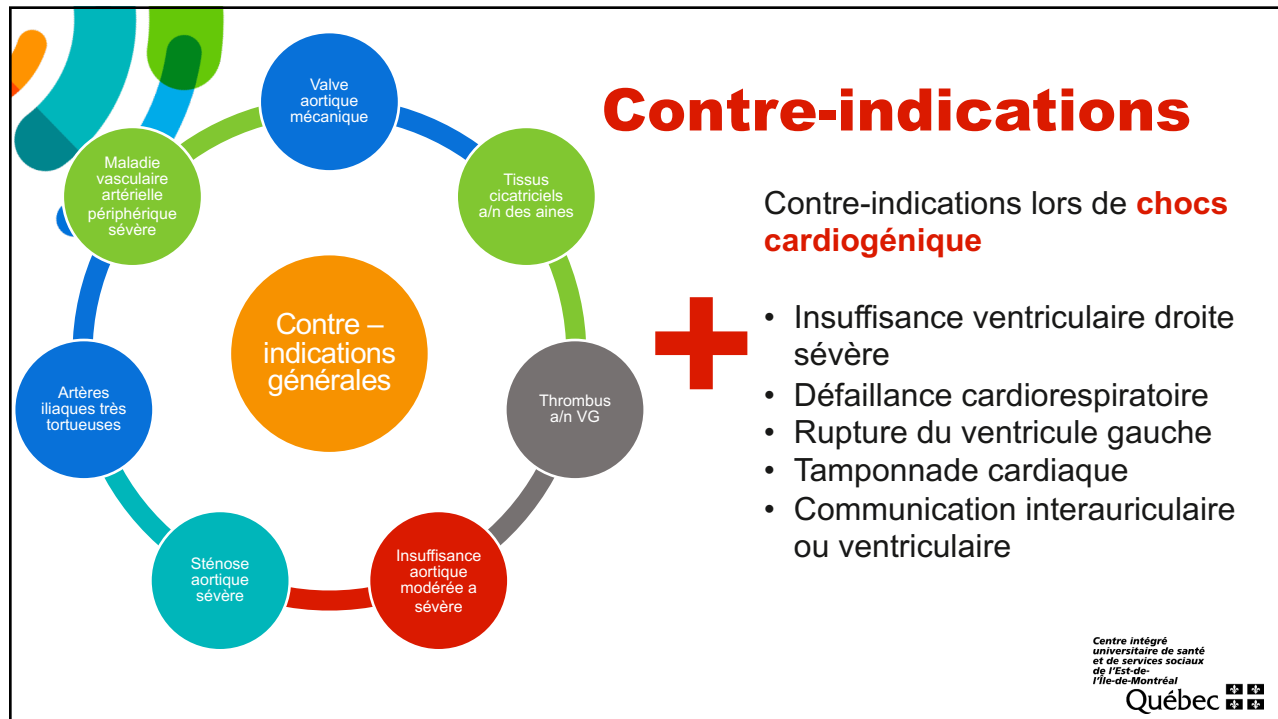 Contre-indications
Valve
aortique
mécanique
Tissus
cicatriciels
a/n des aines
Thrombus
a/n VG
Insuffisance
aortique
modérée a
sévère
Sténose
aortique
sévère
Artères
iliaques très
tortueuses
Maladie
vasculaire
artérielle
périphérique
sévère
Contre –
indications
générales
Contre-indications lors de chocs
cardiogénique
• Insuffisance ventriculaire droite
sévère
• Défaillance cardiorespiratoire
• Rupture du ventricule gauche
• Tamponnade cardiaque
• Communication interauriculaire
ou ventriculaire
Centre intégré
universitaire de santé
et de services sociaux
de l'Est-de-
l'Île-de-Montréal
Québec